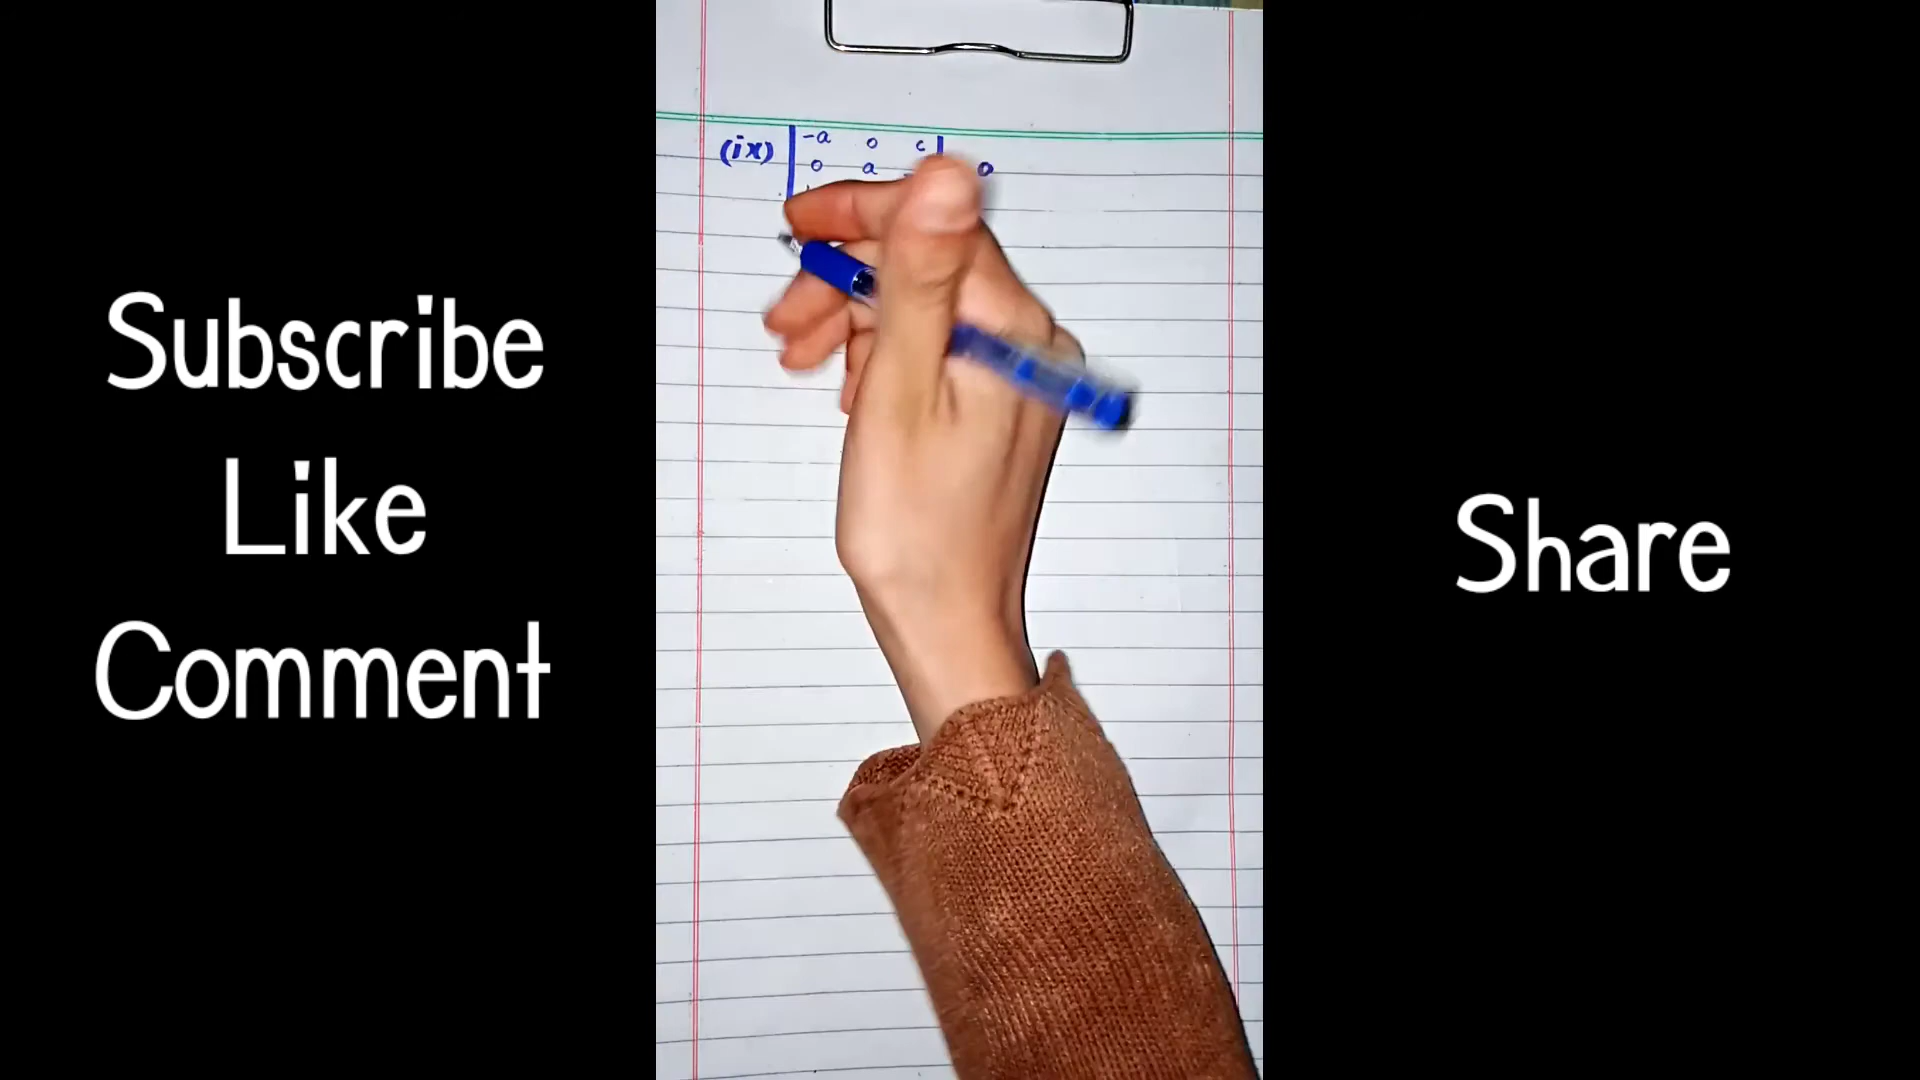 Subscribe
Like
Comment
(ix) | -a 0 c |
0 a 0
Share